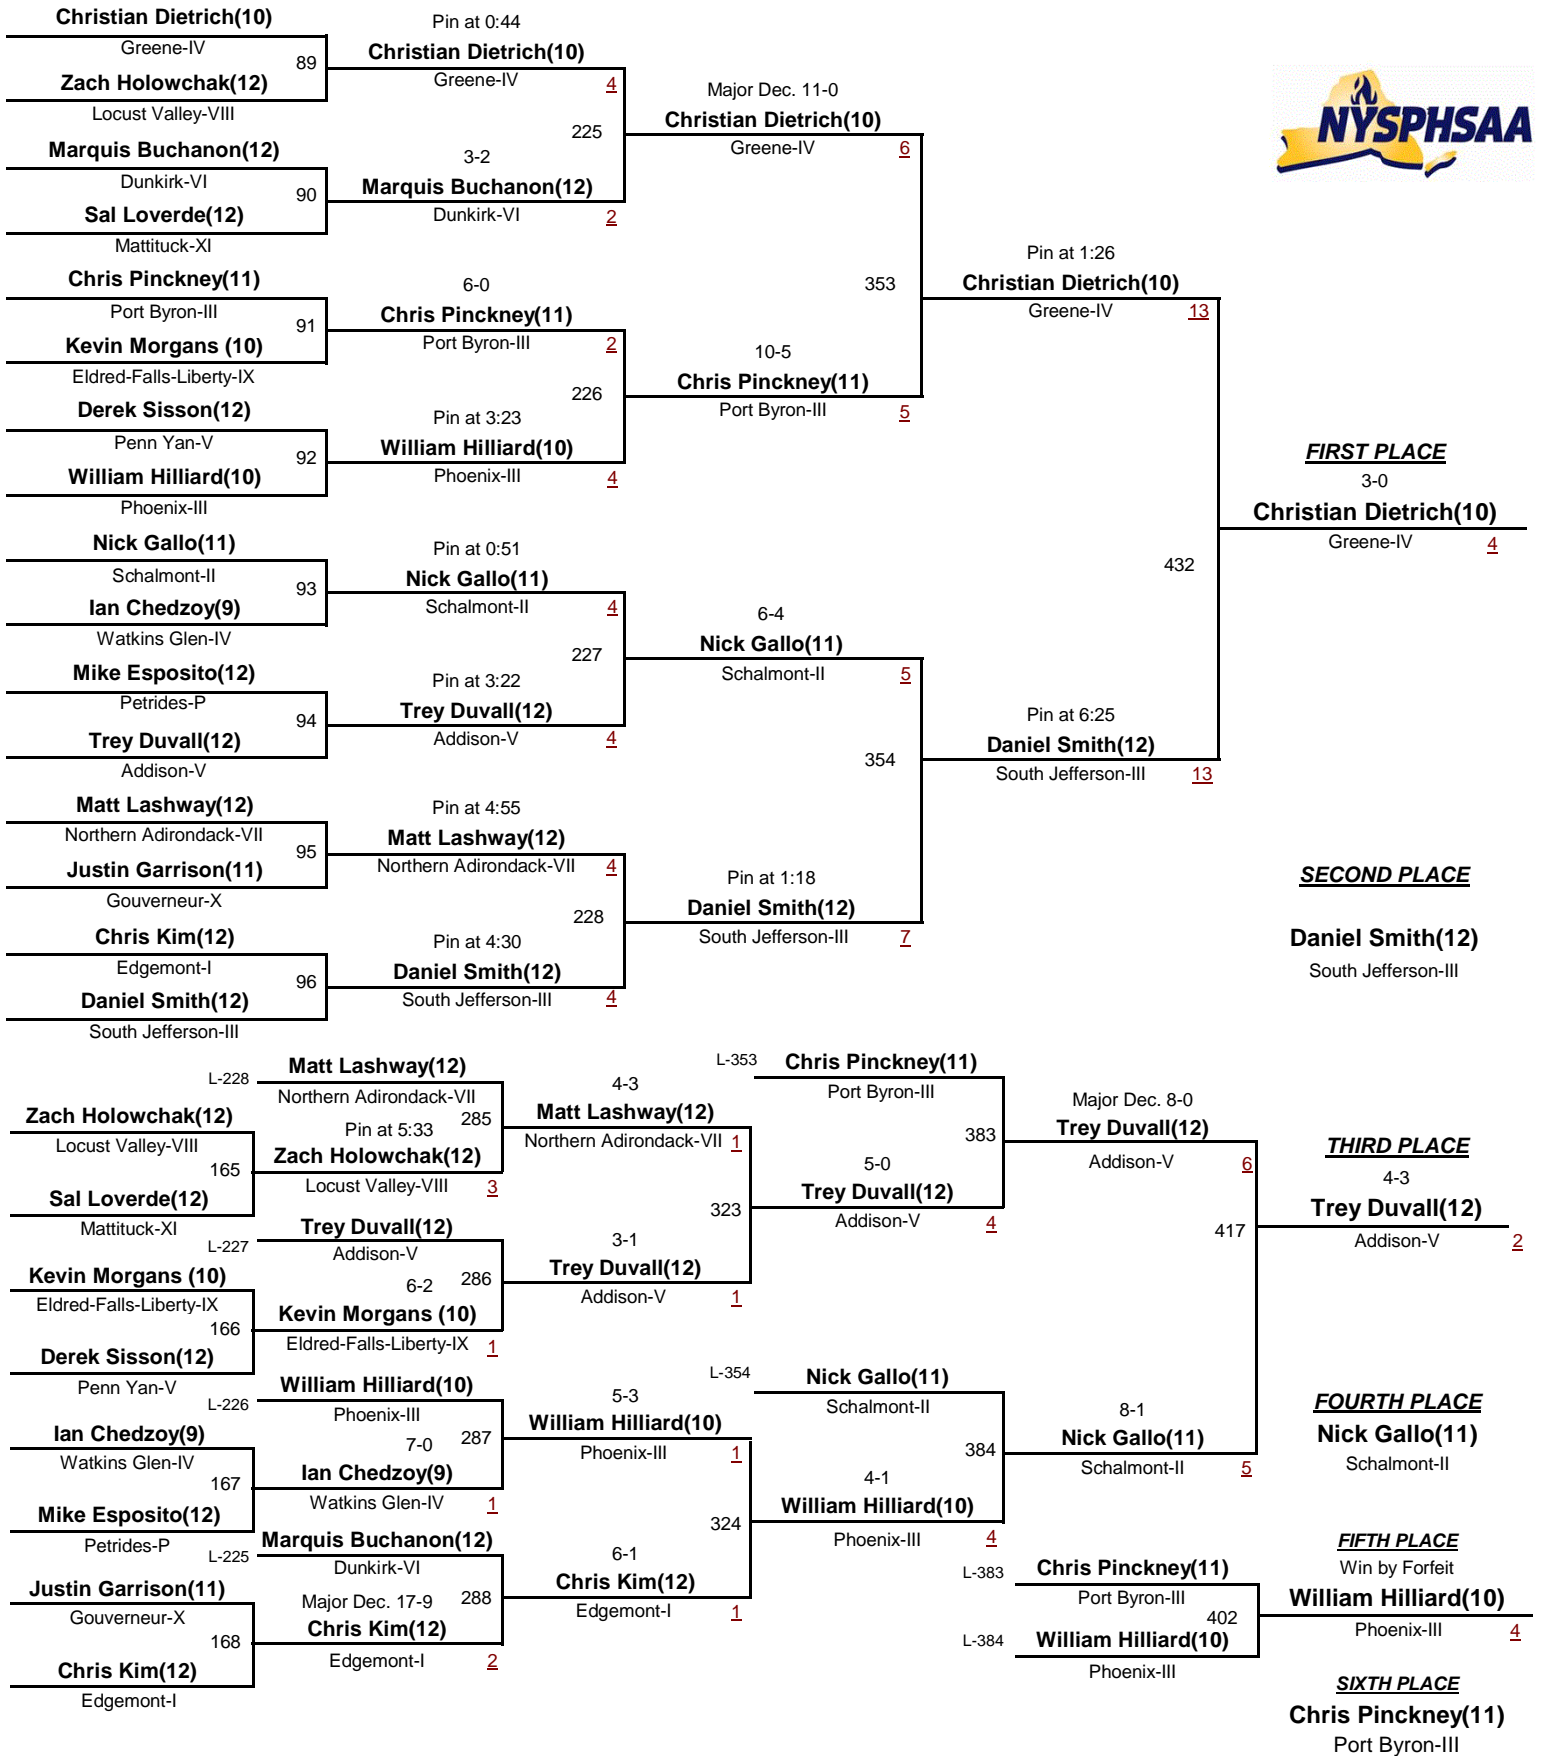 Christian Dietrich(10)
Greene-IV
89
Zach Holowchak(12)
Locust Valley-VIII
Marquis Buchanon(12)
Dunkirk-VI
90
Sal Loverde(12)
Mattituck-XI
Chris Pinckney(11)
Port Byron-III
91
Kevin Morgans (10)
Eldred-Falls-Liberty-IX
Derek Sisson(12)
Penn Yan-V
92
William Hilliard(10)
Phoenix-III
Nick Gallo(11)
Schalmont-II
93
Ian Chedzoy(9)
Watkins Glen-IV
Mike Esposito(12)
Petrides-P
94
Trey Duvall(12)
Addison-V
Matt Lashway(12)
Northern Adirondack-VII
95
Justin Garrison(11)
Gouverneur-X
Chris Kim(12)
Edgemont-I
96
Daniel Smith(12)
South Jefferson-III
Pin at 0:44
Christian Dietrich(10)
Greene-IV
4
225
3-2
Marquis Buchanon(12)
Dunkirk-VI
2
6-0
Chris Pinckney(11)
Port Byron-III
2
226
Pin at 3:23
William Hilliard(10)
Phoenix-III
4
Pin at 0:51
Nick Gallo(11)
Schalmont-II
4
227
Pin at 3:22
Trey Duvall(12)
Addison-V
4
Pin at 4:55
Matt Lashway(12)
Northern Adirondack-VII
4
228
Pin at 4:30
Daniel Smith(12)
South Jefferson-III
4
Major Dec. 11-0
Christian Dietrich(10)
Greene-IV
6
353
10-5
Chris Pinckney(11)
Port Byron-III
5
6-4
Nick Gallo(11)
Schalmont-II
5
354
Pin at 1:18
Daniel Smith(12)
South Jefferson-III
7
Pin at 1:26
Christian Dietrich(10)
Greene-IV
13
432
Pin at 6:25
Daniel Smith(12)
South Jefferson-III
13
NYSPHSAA
FIRST PLACE
3-0
Christian Dietrich(10)
Greene-IV
4
SECOND PLACE
Daniel Smith(12)
South Jefferson-III
Zach Holowchak(12)
Locust Valley-VIII
165
Sal Loverde(12)
Mattituck-XI
Kevin Morgans (10)
Eldred-Falls-Liberty-IX
166
Derek Sisson(12)
Penn Yan-V
Ian Chedzoy(9)
Watkins Glen-IV
167
Mike Esposito(12)
Petrides-P
Justin Garrison(11)
Gouverneur-X
168
Chris Kim(12)
Edgemont-I
L-228
Matt Lashway(12)
Northern Adirondack-VII
285
Pin at 5:33
Zach Holowchak(12)
Locust Valley-VIII
3
L-227
Trey Duvall(12)
Addison-V
286
6-2
Kevin Morgans (10)
Eldred-Falls-Liberty-IX
1
L-226
William Hilliard(10)
Phoenix-III
287
7-0
Ian Chedzoy(9)
Watkins Glen-IV
1
L-225
Marquis Buchanon(12)
Dunkirk-VI
288
Major Dec. 17-9
Chris Kim(12)
Edgemont-I
2
4-3
Matt Lashway(12)
Northern Adirondack-VII
1
323
3-1
Trey Duvall(12)
Addison-V
1
5-3
William Hilliard(10)
Phoenix-III
1
324
6-1
Chris Kim(12)
Edgemont-I
1
L-353
Chris Pinckney(11)
Port Byron-III
383
5-0
Trey Duvall(12)
Addison-V
4
L-354
Nick Gallo(11)
Schalmont-II
384
4-1
William Hilliard(10)
Phoenix-III
4
Major Dec. 8-0
Trey Duvall(12)
Addison-V
6
417
8-1
Nick Gallo(11)
Schalmont-II
5
L-383
Chris Pinckney(11)
Port Byron-III
402
L-384
William Hilliard(10)
Phoenix-III
THIRD PLACE
4-3
Trey Duvall(12)
Addison-V
2
FOURTH PLACE
Nick Gallo(11)
Schalmont-II
FIFTH PLACE
Win by Forfeit
William Hilliard(10)
Phoenix-III
4
SIXTH PLACE
Chris Pinckney(11)
Port Byron-III